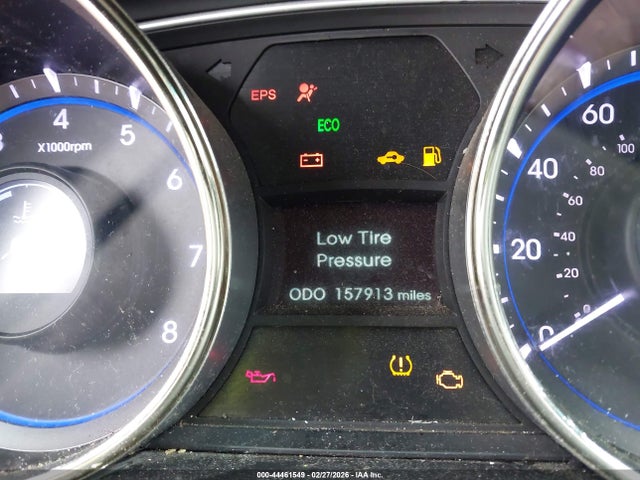 EPS
ECO
3 4 5 6 7 8
X1000rpm
Low Tire
Pressure
ODO 157913 miles
60
40
20
0
100
80
60
40
20
000-44461549 - 02/27/2026 - IAA Inc.